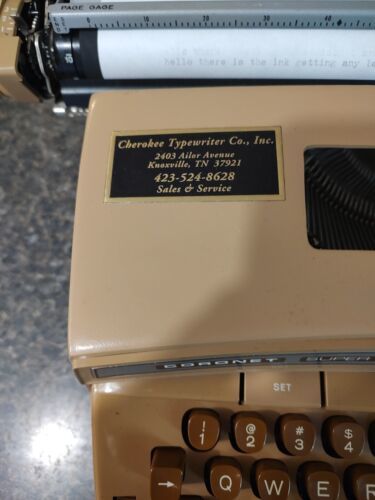 PAGE GAGE
10 20 30 40
hello there is the ink getting any
Cherokee Typewriter Co., Inc.
2403 Ailor Avenue
Knoxville, TN 37921
423-524-8628
Sales & Service
CORONET SUPER
SET
! @ # $
1 2 3 4
Q W E R